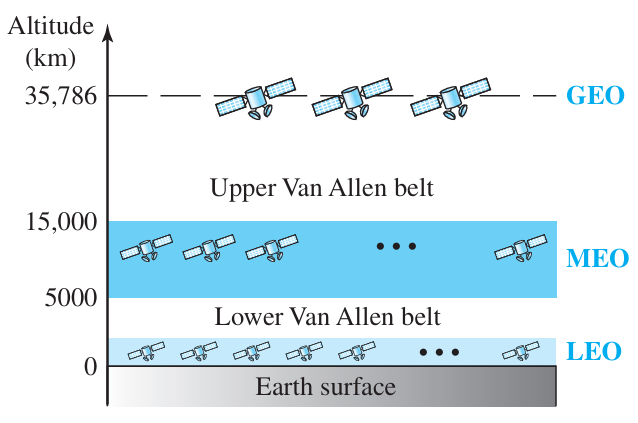 Altitude
(km)
35,786
GEO
Upper Van Allen belt
15,000
MEO
5000
Lower Van Allen belt
LEO
0
Earth surface